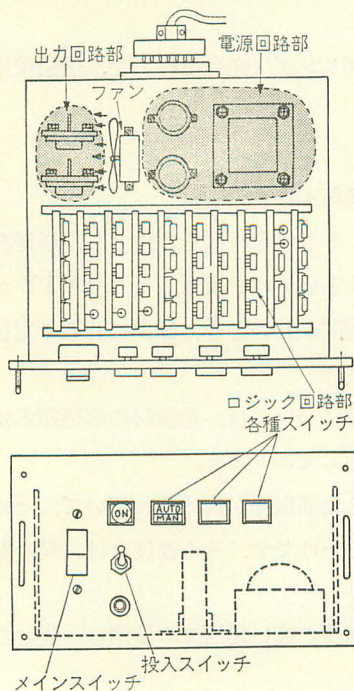 出力回路部
電源回路部
ファン
ロジック回路部
各種スイッチ
ON
AUTO
MAN
投入スイッチ
メインスイッチ